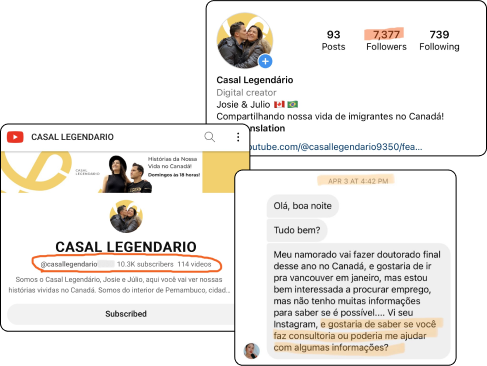 93
7,377
739
Posts
Followers
Following
Casal Legendário
Digital creator
Josie & Julio 🇨🇦 🇧🇷
Compartilhando nossa vida de imigrantes no Canadá!
anslation
outube.com/@casallegendario9350/fea...
CASAL LEGENDARIO
Histórias da Nossa
Vida no Canadá!
Domingos às 18 horas!
CASAL LEGENDARIO
@casallegendario
10.3K subscribers 114 videos
Somos o Casal Legendário, Josie e Júlio, aqui você vai ver nossas
histórias vividas no Canadá. Somos do interior de Pernambuco, cidad...
Subscribed
APR 3 AT 4:42 PM
Olá, boa noite
Tudo bem?
Meu namorado vai fazer doutorado final
desse ano no Canadá, e gostaria de ir
pra vancouver em janeiro, mas estou
bem interessada a procurar emprego,
mas não tenho muitas informações
para saber se é possível.... Vi seu
Instagram, e gostaria de saber se você
faz consultoria ou poderia me ajudar
com algumas informações?